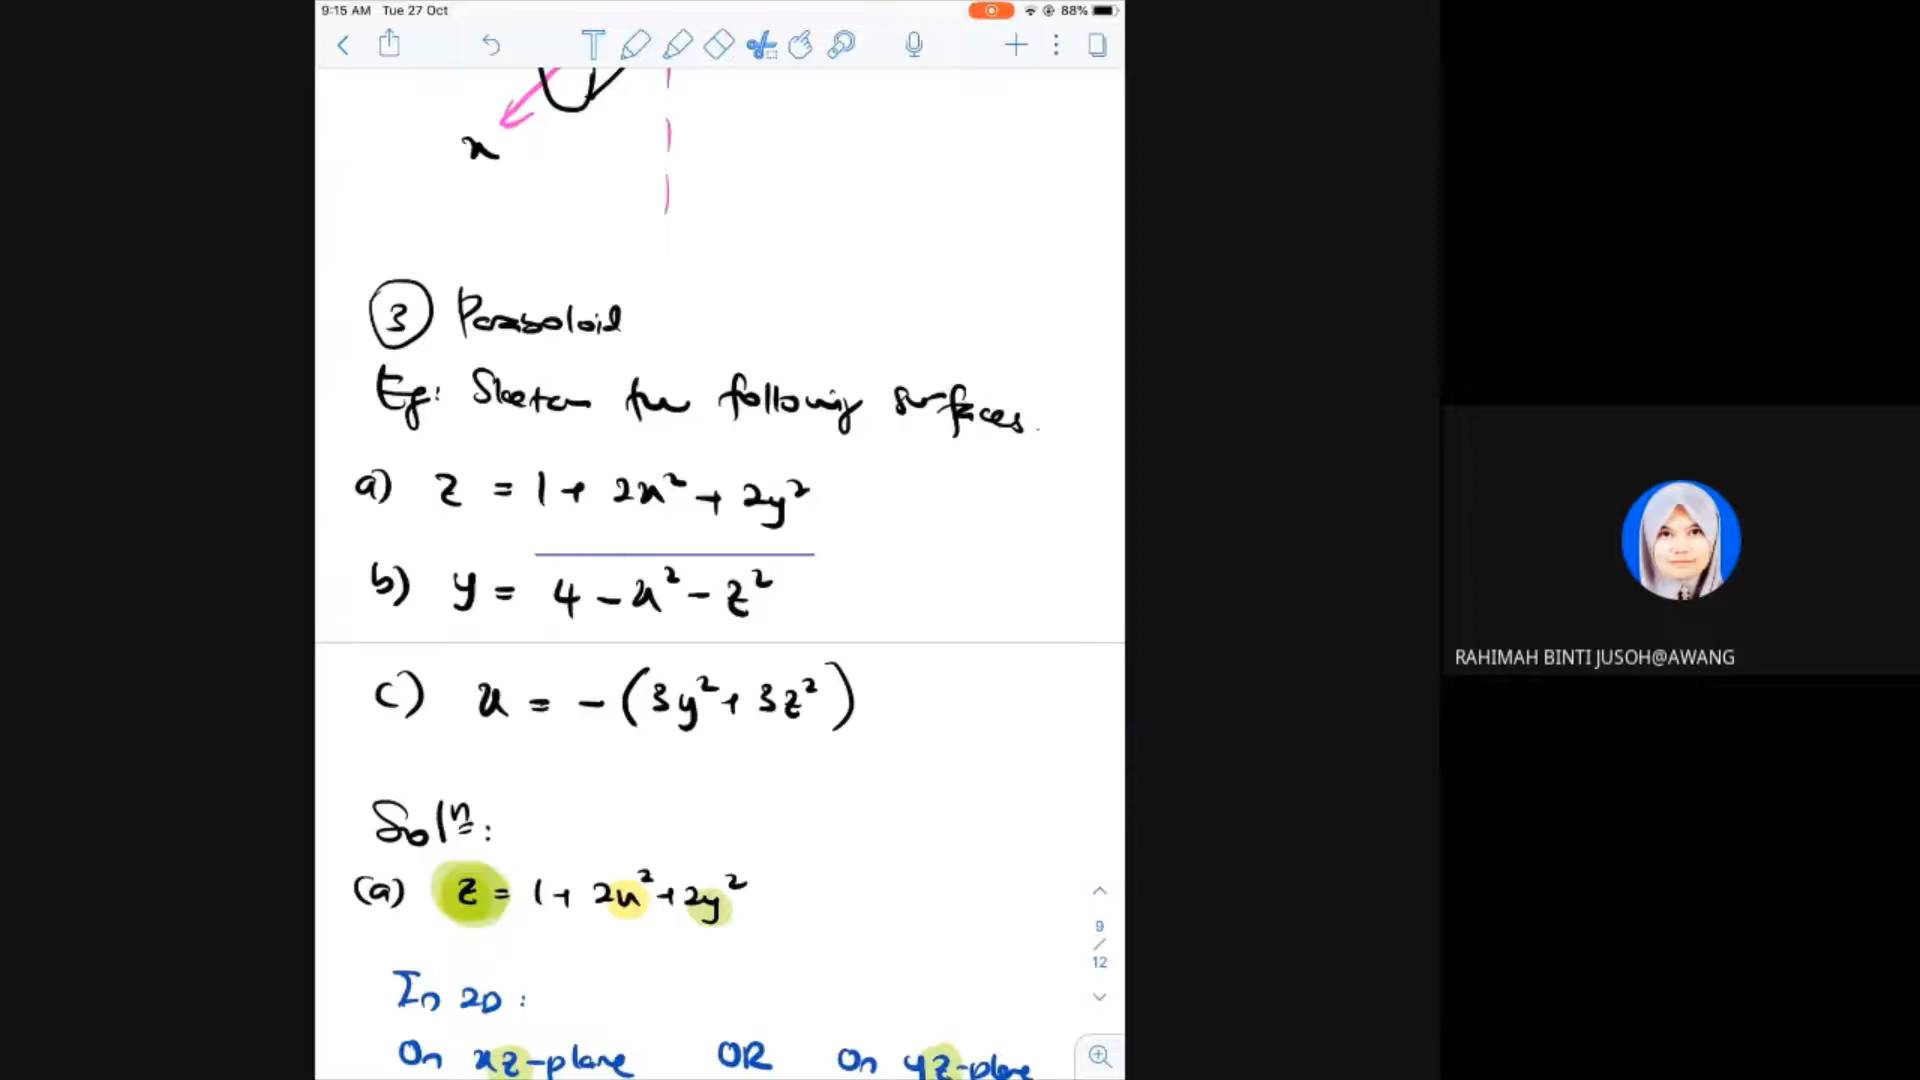 9:15 AM Tue 27 Oct
88%
x
3 Paraboloid
Eg: Sketch the following surfaces.
a) z = 1 + 2x² + 2y²
b) y = 4 - x² - z²
c) x = - (3y² + 3z²)
Solⁿ:
(a) z = 1 + 2x² + 2y²
In 2D :
On xz-plane OR On yz-plane
9
/
12
RAHIMAH BINTI JUSOH@AWANG